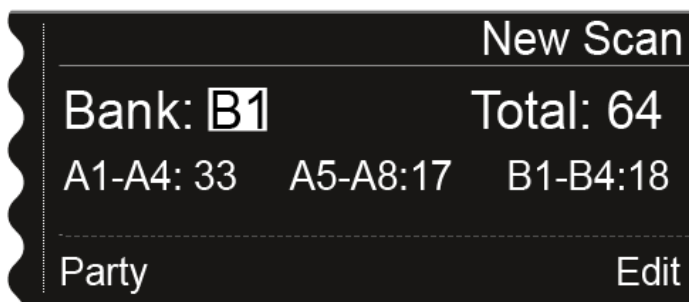 New Scan
Bank: B1 Total: 64
A1-A4: 33 A5-A8:17 B1-B4:18
Party Edit